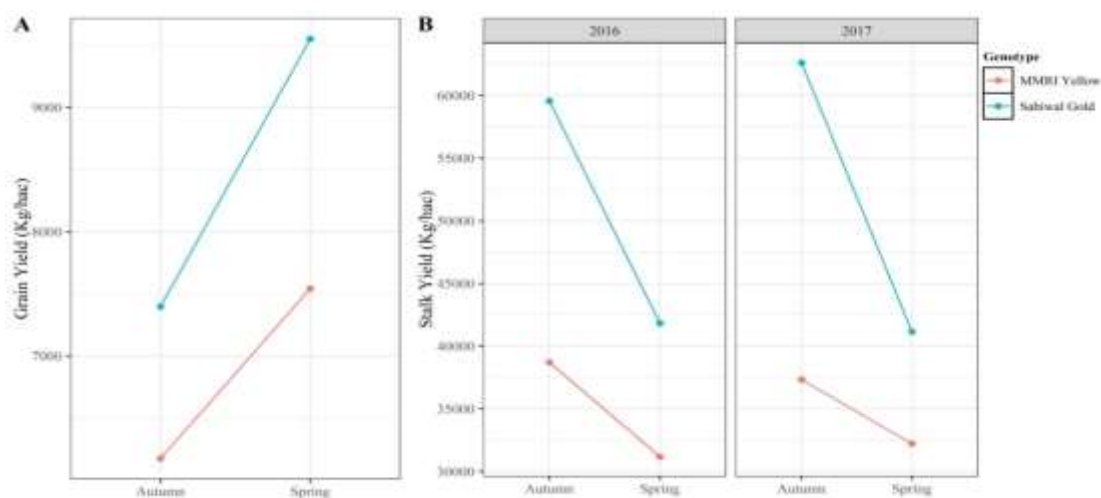 A
Grain Yield (Kg/hac)
9000
8000
7000
Autumn
Spring
B
Stalk Yield (Kg/hac)
2016
2017
60000
55000
50000
45000
40000
35000
30000
Autumn
Spring
Autumn
Spring
Genotype
MMRI Yellow
Sahiwal Gold